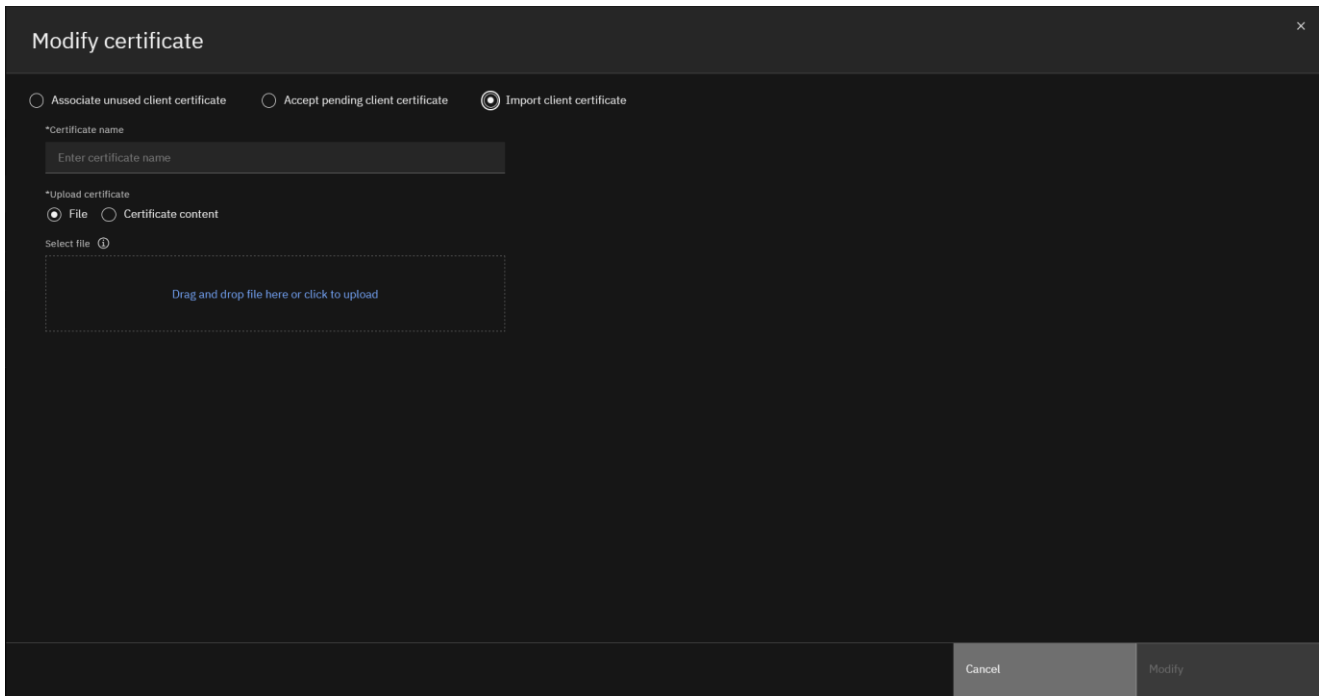 Modify certificate
Associate unused client certificate Accept pending client certificate Import client certificate
*Certificate name
Enter certificate name
*Upload certificate
File Certificate content
Select file
Drag and drop file here or click to upload
Cancel Modify